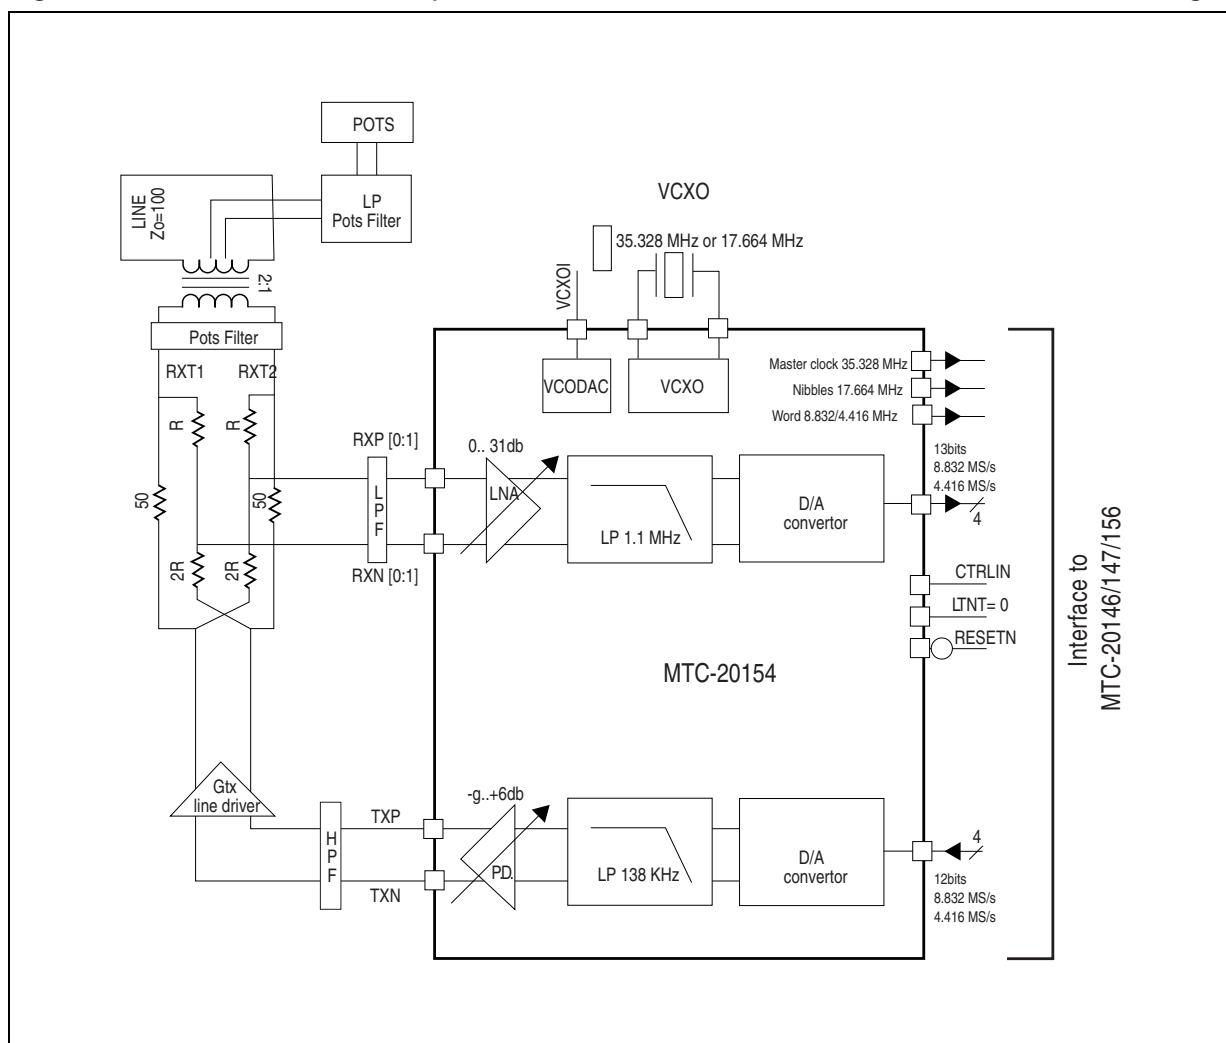 POTS
LINE
Zo=100
LP
Pots Filter
VCXO
35.328 MHz or 17.664 MHz
2:1
VCXOI
Pots Filter
RXT1
RXT2
VCODAC
VCXO
Master clock 35.328 MHz
Nibbles 17.664 MHz
Word 8.832/4.416 MHz
R
R
RXP [0:1]
0.. 31db
13bits
8.832 MS/s
4.416 MS/s
50
50
LPF
LNA
LP 1.1 MHz
D/A
convertor
4
2R
2R
RXN [0:1]
CTRLIN
LTNT= 0
RESETN
Interface to
MTC-20146/147/156
MTC-20154
Gtx
line driver
-g..+6db
TXP
HPF
P.D.
LP 138 KHz
D/A
convertor
4
TXN
12bits
8.832 MS/s
4.416 MS/s